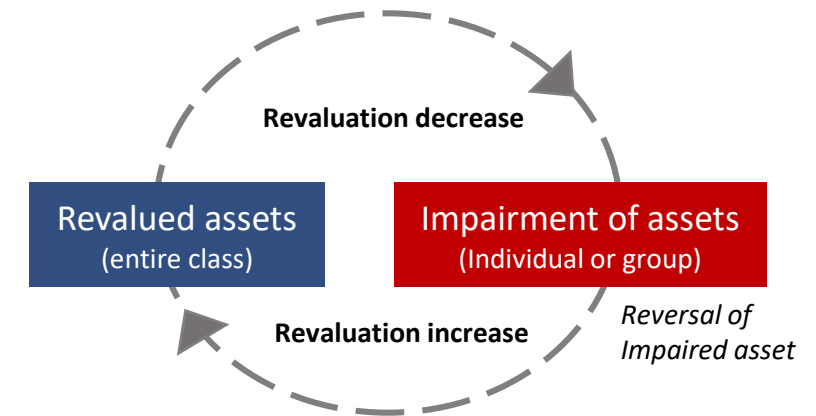 Revaluation decrease
Revalued assets
(entire class)
Impairment of assets
(Individual or group)
Revaluation increase
Reversal of
Impaired asset